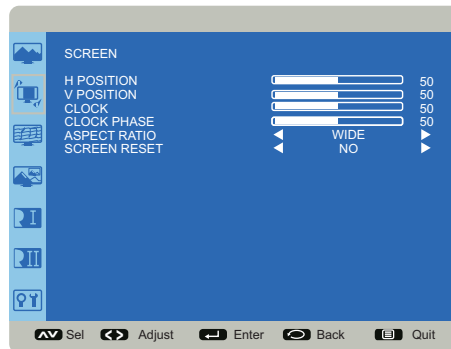 SCREEN
H POSITION 50
V POSITION 50
CLOCK 50
CLOCK PHASE 50
ASPECT RATIO WIDE
SCREEN RESET NO
I
II
Sel Adjust Enter Back Quit